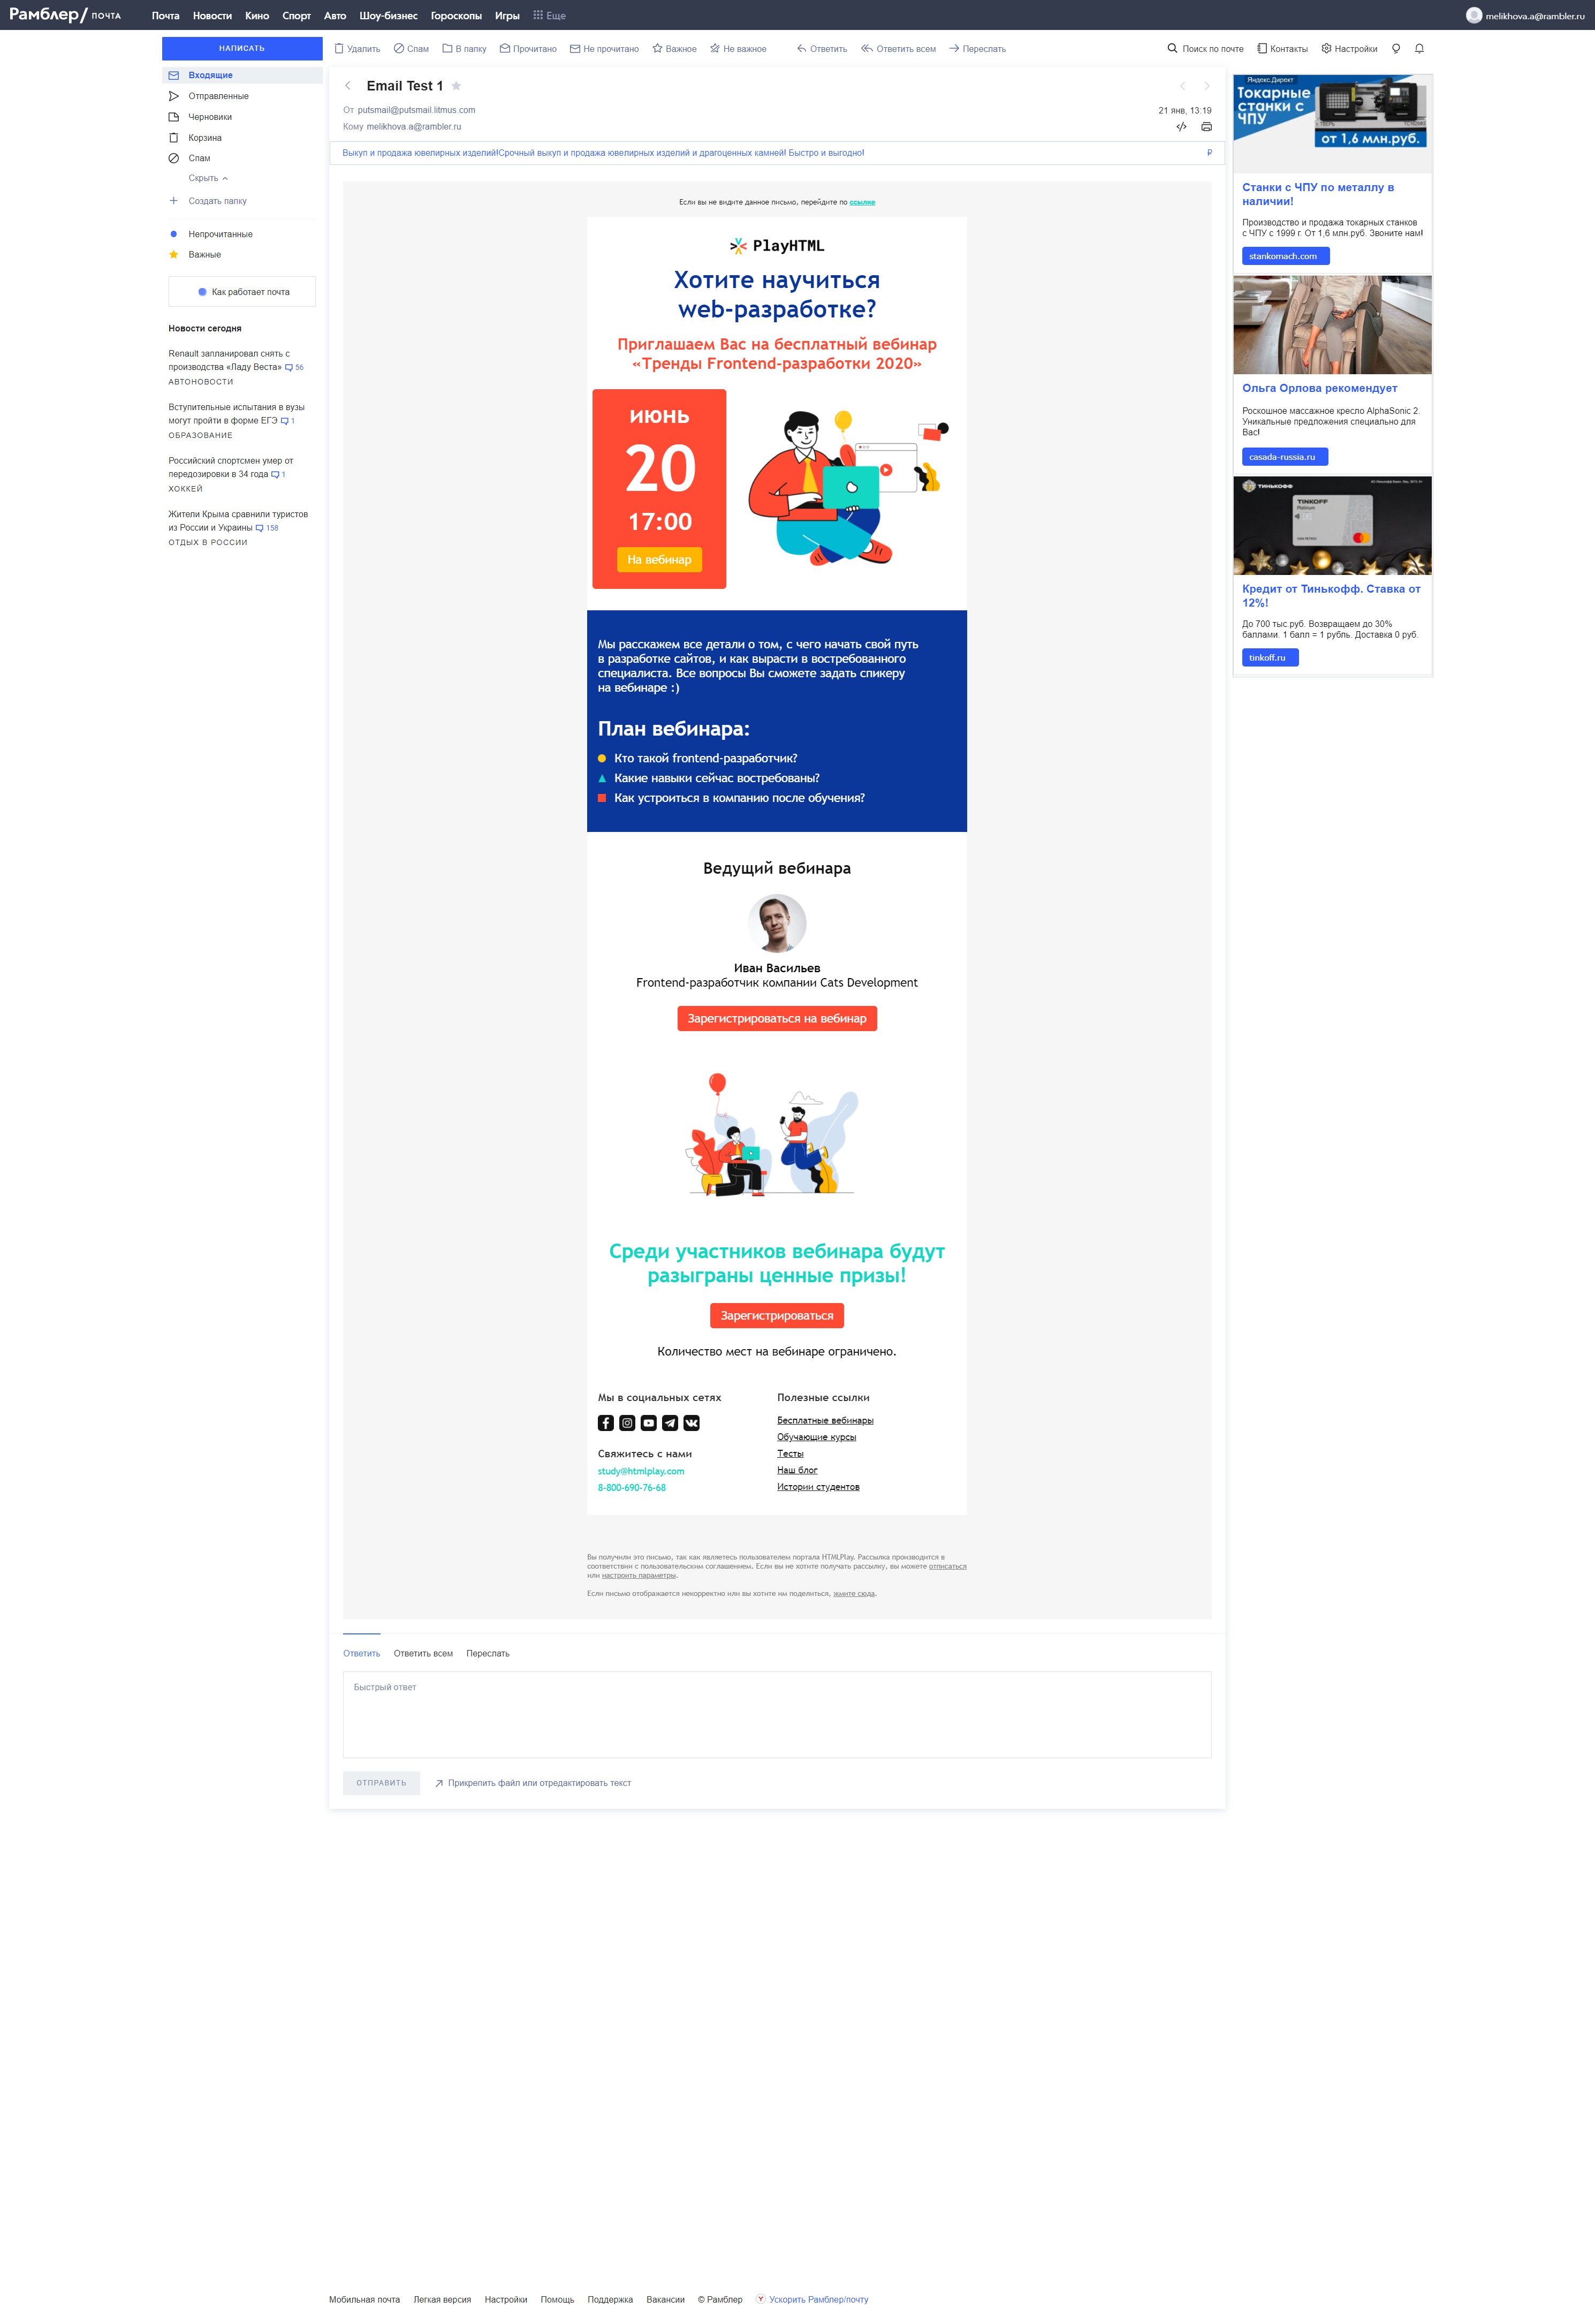 Рамблер/ почта
Почта Новости Кино Спорт Авто Шоу-бизнес Гороскопы Игры Еще
melikhova.a@rambler.ru
НАПИСАТЬ
Удалить Спам В папку Прочитано Не прочитано Важное Не важное Ответить Ответить всем Переслать
Поиск по почте Контакты Настройки
Входящие
Отправленные
Черновики
Корзина
Спам
Скрыть
Создать папку
Непрочитанные
Важные
Как работает почта
Новости сегодня
Renault запланировал снять с
производства «Ладу Веста» 56
АВТОНОВОСТИ
Вступительные испытания в вузы
могут пройти в форме ЕГЭ 1
ОБРАЗОВАНИЕ
Российский спортсмен умер от
передозировки в 34 года 1
ХОККЕЙ
Жители Крыма сравнили туристов
из России и Украины 158
ОТДЫХ В РОССИИ
Email Test 1
От putsmail@putsmail.litmus.com
21 янв, 13:19
Кому melikhova.a@rambler.ru
Выкуп и продажа ювелирных изделий!Срочный выкуп и продажа ювелирных изделий и драгоценных камней! Быстро и выгодно!
₽
Если вы не видите данное письмо, перейдите по ссылке
PlayHTML
Хотите научиться
web-разработке?
Приглашаем Вас на бесплатный вебинар
«Тренды Frontend-разработки 2020»
июнь
20
17:00
На вебинар
Мы расскажем все детали о том, с чего начать свой путь
в разработке сайтов, и как вырасти в востребованного
специалиста. Все вопросы Вы сможете задать спикеру
на вебинаре :)
План вебинара:
Кто такой frontend-разработчик?
Какие навыки сейчас востребованы?
Как устроиться в компанию после обучения?
Ведущий вебинара
Иван Васильев
Frontend-разработчик компании Cats Development
Зарегистрироваться на вебинар
Среди участников вебинара будут
разыграны ценные призы!
Зарегистрироваться
Количество мест на вебинаре ограничено.
Мы в социальных сетях
Свяжитесь с нами
study@htmlplay.com
8-800-690-76-68
Полезные ссылки
Бесплатные вебинары
Обучающие курсы
Тесты
Наш блог
Истории студентов
Вы получили это письмо, так как являетесь пользователем портала HTMLPlay. Рассылка производится в
соответствии с пользовательским соглашением. Если вы не хотите получать рассылку, вы можете отписаться
или настроить параметры.
Если письмо отображается некорректно или вы хотите им поделиться, жмите сюда.
Ответить Ответить всем Переслать
Быстрый ответ
ОТПРАВИТЬ
Прикрепить файл или отредактировать текст
Яндекс.Директ
Токарные
станки с
ЧПУ
от 1,6 млн.руб.
Станки с ЧПУ по металлу в
наличии!
Производство и продажа токарных станков
с ЧПУ с 1999 г. От 1,6 млн.руб. Звоните нам!
stankomach.com
Ольга Орлова рекомендует
Роскошное массажное кресло AlphaSonic 2.
Уникальные предложения специально для
Вас!
casada-russia.ru
ТИНЬКОФФ
TINKOFF
Platinum
Кредит от Тинькофф. Ставка от
12%!
До 700 тыс.руб. Возвращаем до 30%
баллами. 1 балл = 1 рубль. Доставка 0 руб.
tinkoff.ru
Мобильная почта Легкая версия Настройки Помощь Поддержка Вакансии © Рамблер Ускорить Рамблер/почту